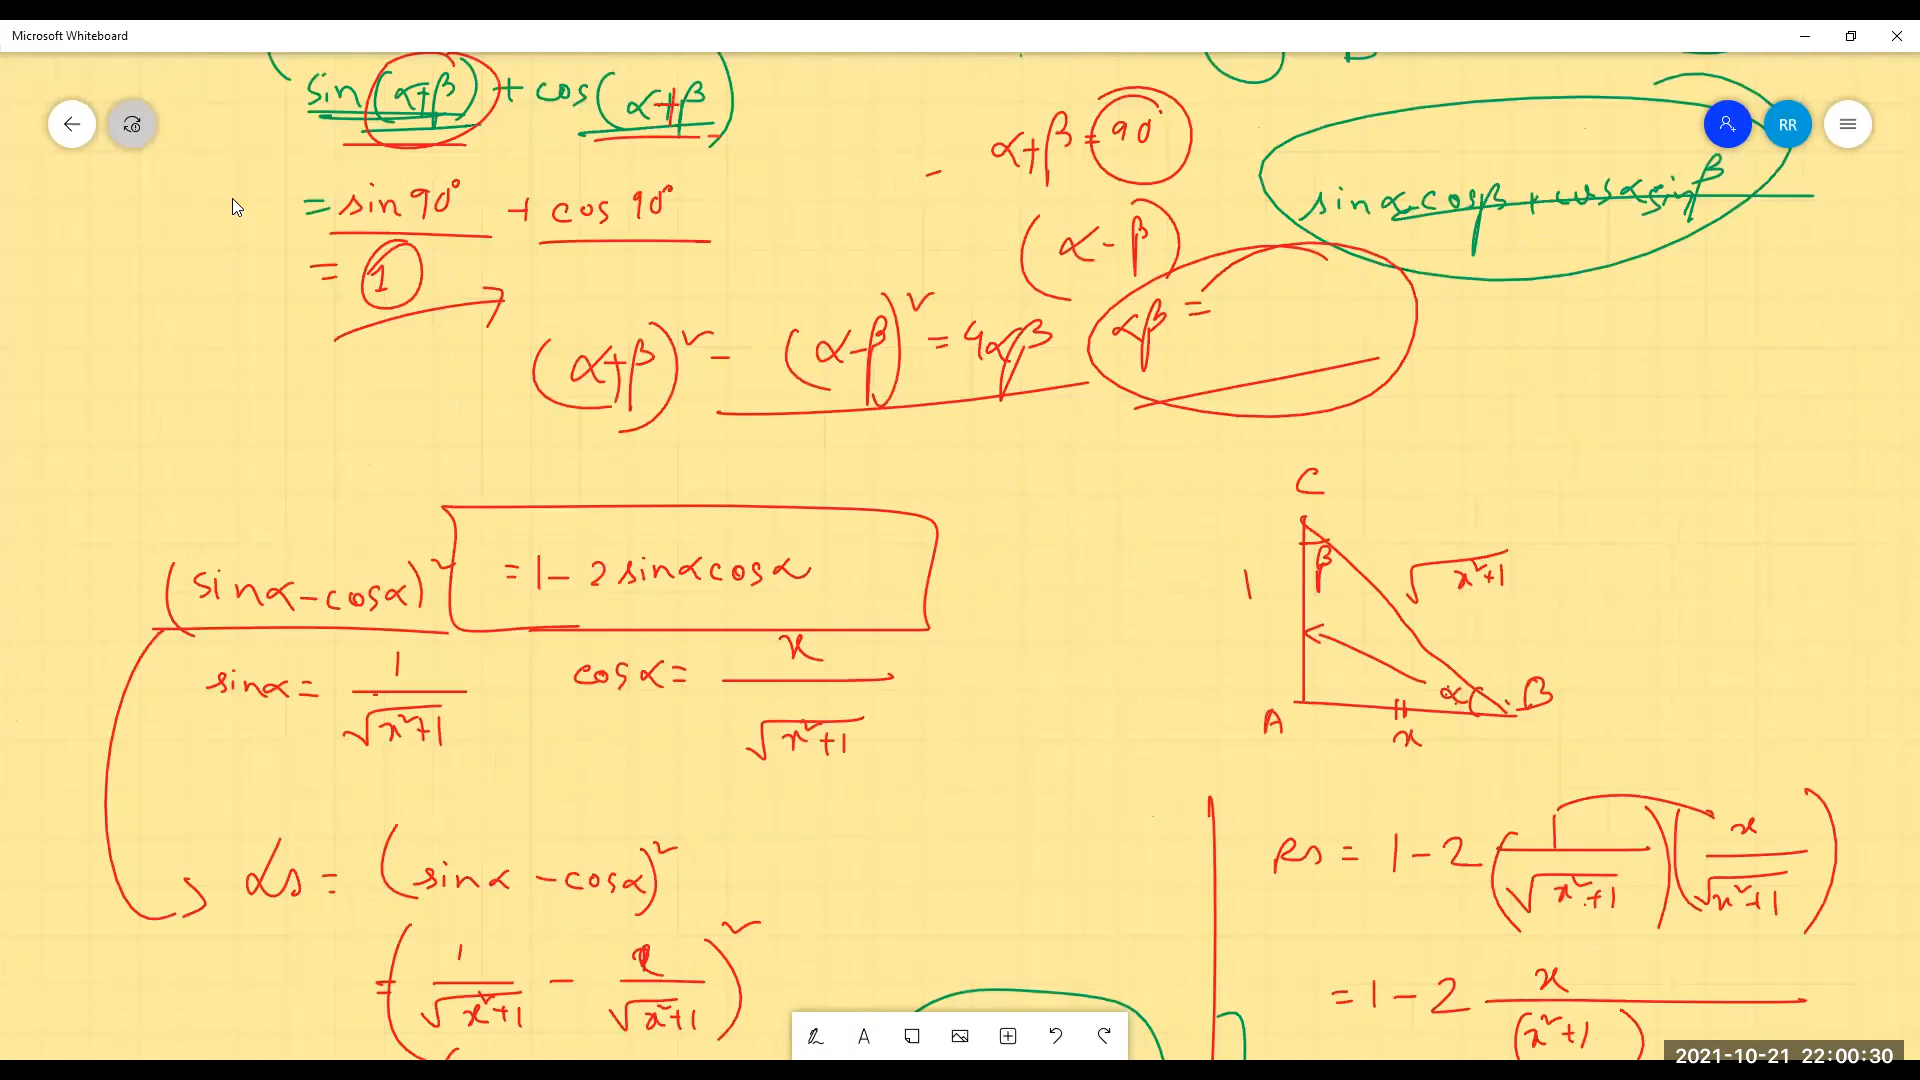 Microsoft Whiteboard
sin(α+β) + cos(α+β)
= sin 90° + cos 90°
= 1
α+β = 90°
(α-β)
sinα cosβ + cosα sinβ
(α+β)² - (α-β)² = 4αβ
αβ =
RR
(sinα - cosα)² = 1 - 2 sinα cosα
sinα = 1/√(x²+1)
cosα = x/√(x²+1)
C
β
1
√(x²+1)
α
B
A
x
Ls = (sinα - cosα)²
= (1/√(x²+1) - x/√(x²+1))²
Rs = 1 - 2 (1/√(x²+1)) (x/√(x²+1))
= 1 - 2 x/(x²+1)
A
2021-10-21 22:00:30